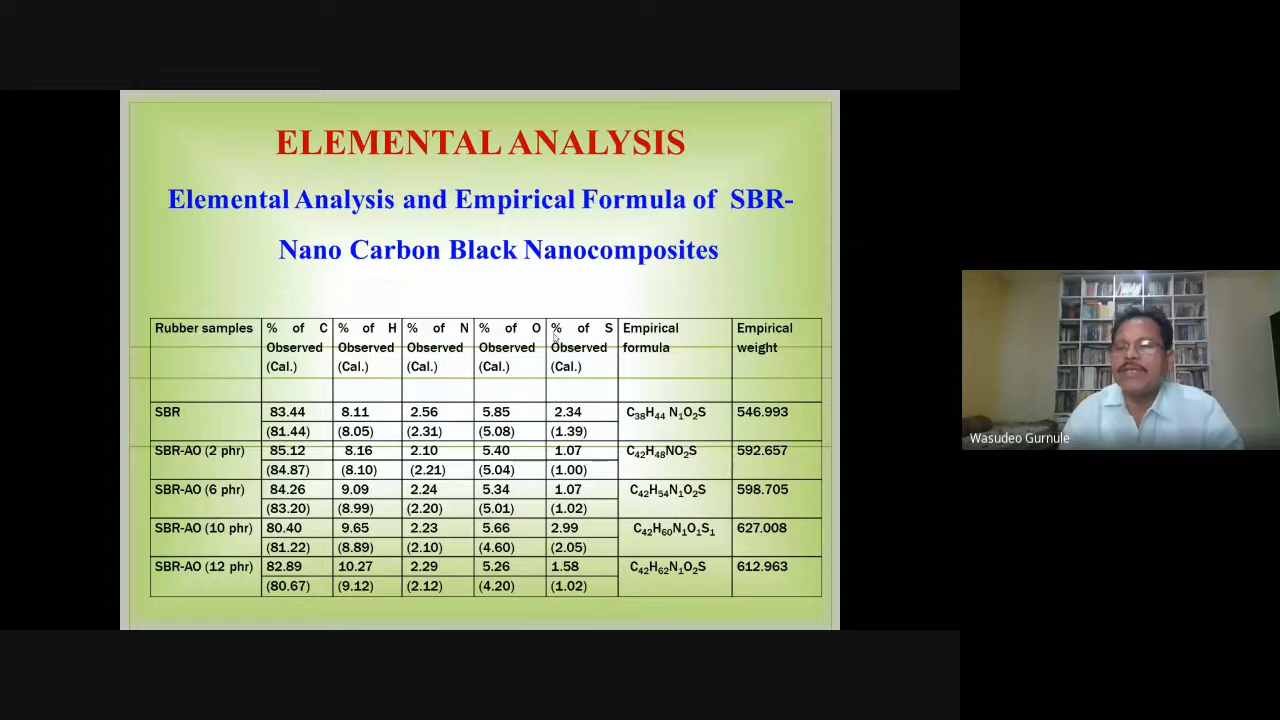 ELEMENTAL ANALYSIS
Elemental Analysis and Empirical Formula of SBR-
Nano Carbon Black Nanocomposites
Rubber samples % of C Observed (Cal.) % of H Observed (Cal.) % of N Observed (Cal.) % of O Observed (Cal.) % of S Observed (Cal.) Empirical formula Empirical weight
SBR 83.44 8.11 2.56 5.85 2.34 C₃₈H₄₄ N₁O₂S 546.993
(81.44) (8.05) (2.31) (5.08) (1.39)
SBR-AO (2 phr) 85.12 8.16 2.10 5.40 1.07 C₄₂H₄₈NO₂S 592.657
(84.87) (8.10) (2.21) (5.04) (1.00)
SBR-AO (6 phr) 84.26 9.09 2.24 5.34 1.07 C₄₂H₅₄N₁O₂S 598.705
(83.20) (8.99) (2.20) (5.01) (1.02)
SBR-AO (10 phr) 80.40 9.65 2.23 5.66 2.99 C₄₂H₆₀N₁O₁S₁ 627.008
(81.22) (8.89) (2.10) (4.60) (2.05)
SBR-AO (12 phr) 82.89 10.27 2.29 5.26 1.58 C₄₂H₆₂N₁O₂S 612.963
(80.67) (9.12) (2.12) (4.20) (1.02)
Wasudeo Gurnule